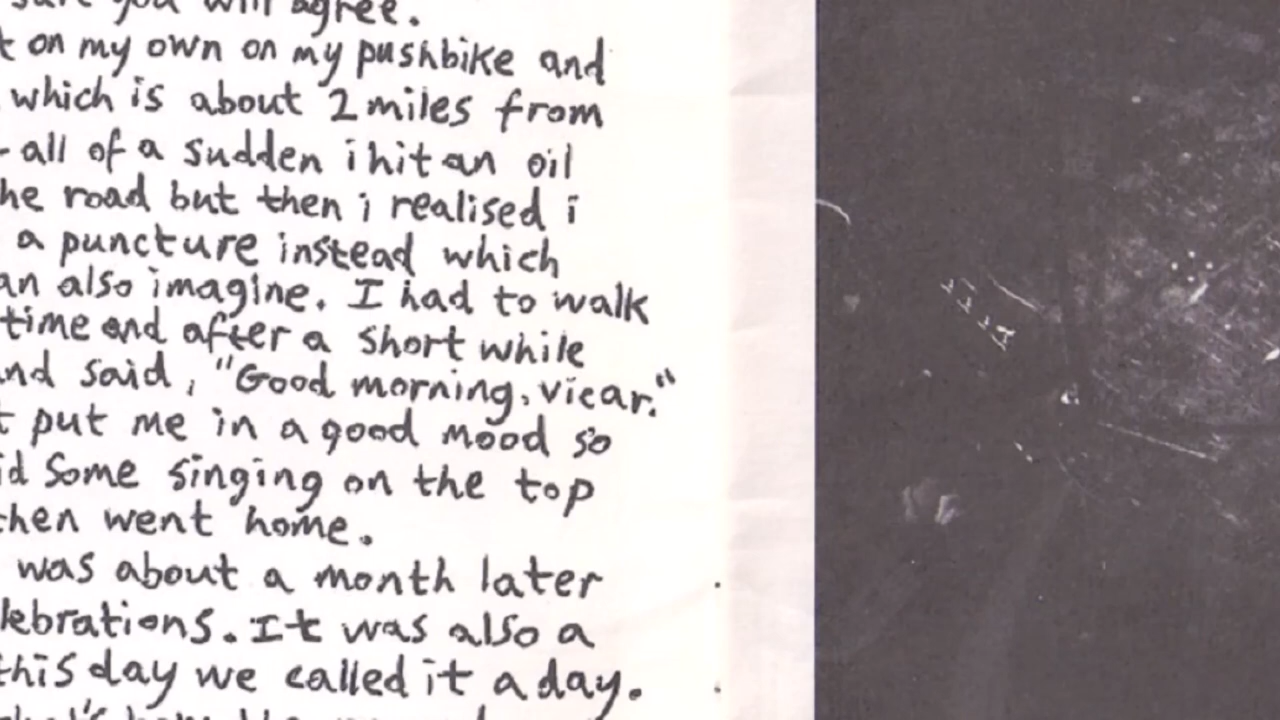 sure you will agree.
on my own on my pushbike and
which is about 2 miles from
all of a sudden i hit an oil
he road but then i realised i
a puncture instead which
an also imagine. I had to walk
time and after a short while
nd said, "Good morning, vicar."
t put me in a good mood so
id some singing on the top
then went home.
was about a month later
lebrations. It was also a
this day we called it a day.